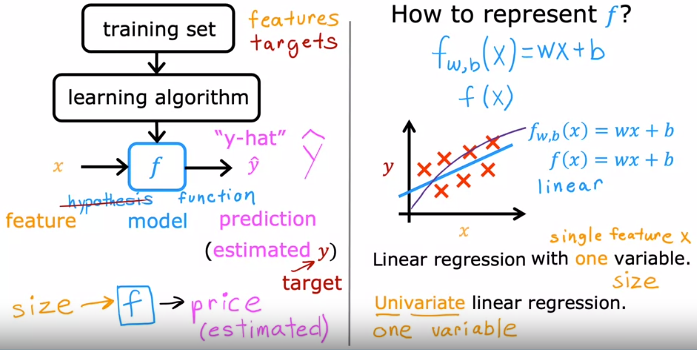 training set
features
targets
learning algorithm
x
f
"y-hat"
ŷ
ŷ
hypothesis function
feature
model
prediction
(estimated y)
target
size → f → price
(estimated)
How to represent f?
f_{w,b}(x) = wx + b
f(x)
y
x
f_{w,b}(x) = wx + b
f(x) = wx + b
linear
single feature x
Linear regression with one variable.
size
Univariate linear regression.
one variable